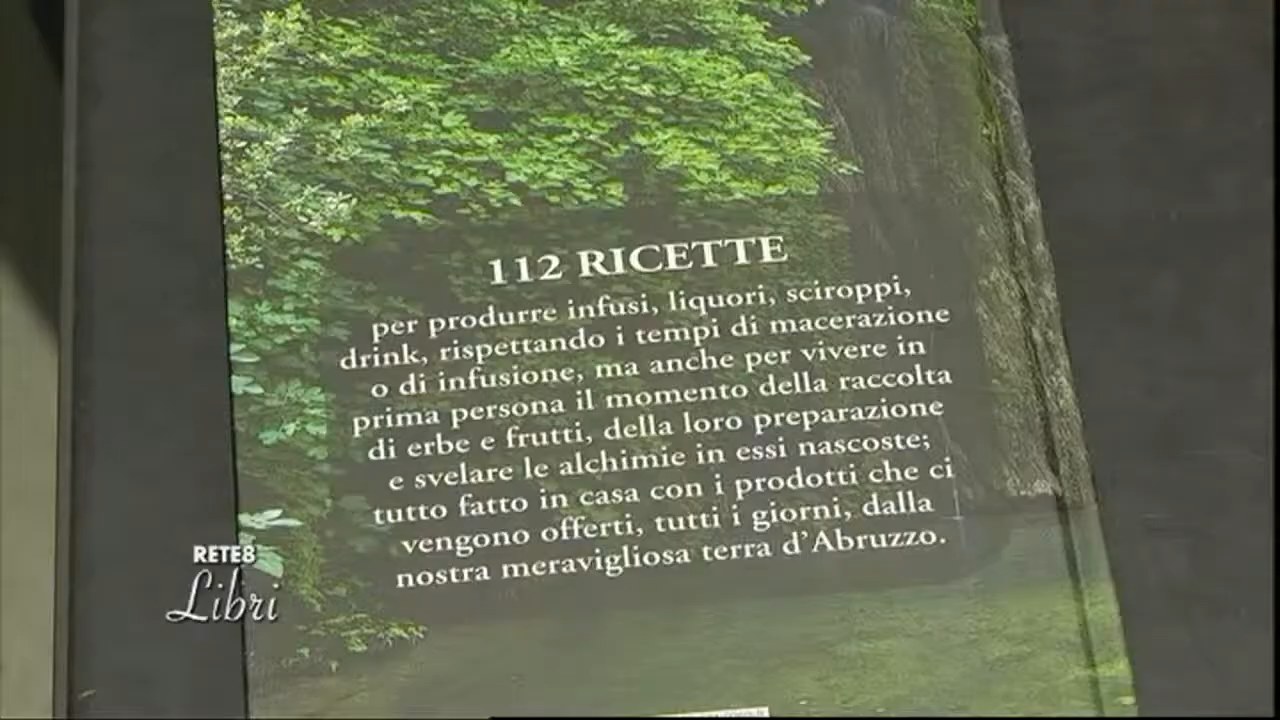 112 RICETTE
per produrre infusi, liquori, sciroppi,
drink, rispettando i tempi di macerazione
o di infusione, ma anche per vivere in
prima persona il momento della raccolta
di erbe e frutti, della loro preparazione
e svelare le alchimie in essi nascoste;
tutto fatto in casa con i prodotti che ci
vengono offerti, tutti i giorni, dalla
nostra meravigliosa terra d'Abruzzo.
RETE8
Libri